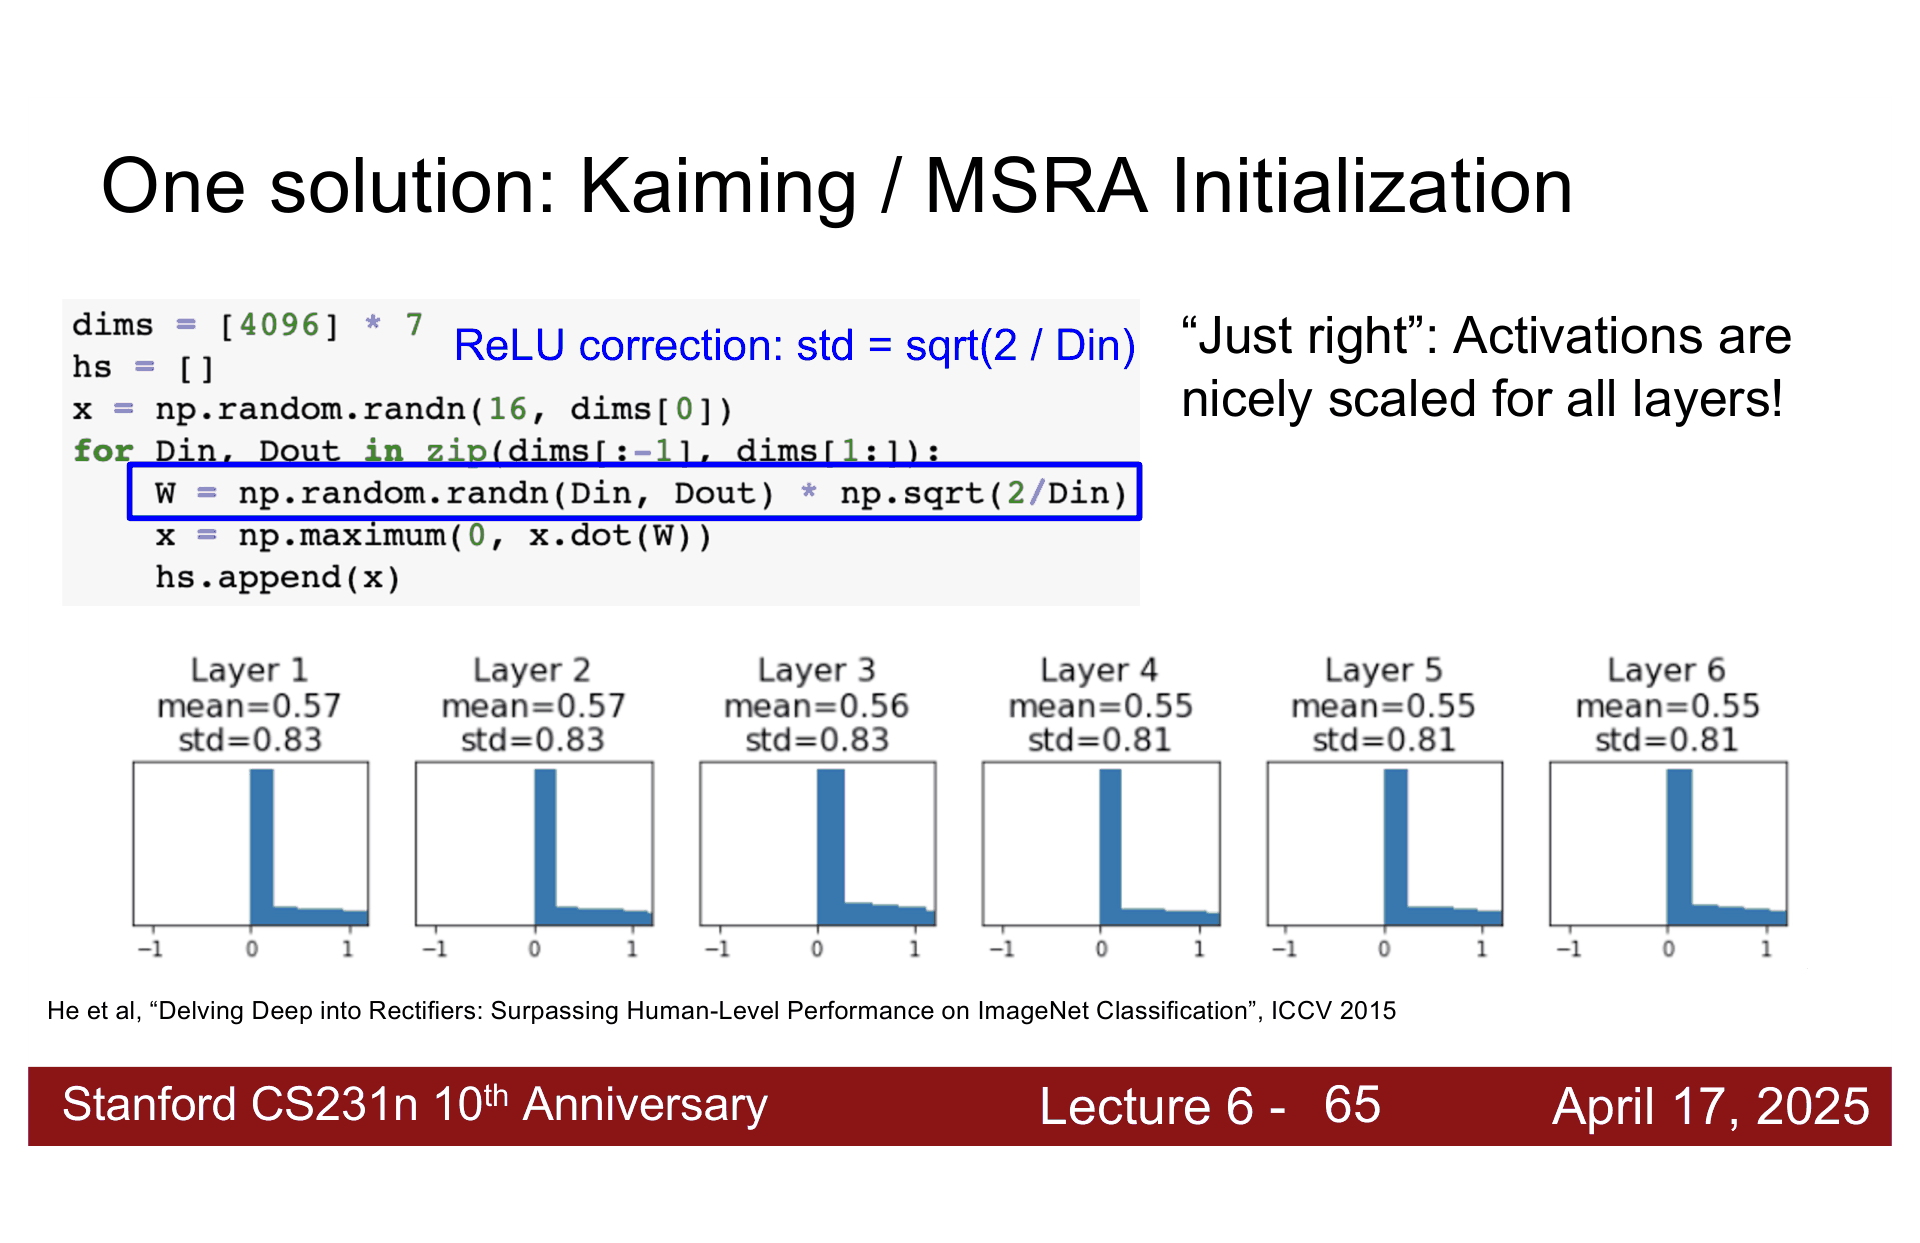 One solution: Kaiming / MSRA Initialization
dims = [4096] * 7
ReLU correction: std = sqrt(2 / Din)
hs = []
x = np.random.randn(16, dims[0])
for Din, Dout in zip(dims[:-1], dims[1:]):
W = np.random.randn(Din, Dout) * np.sqrt(2/Din)
x = np.maximum(0, x.dot(W))
hs.append(x)
“Just right”: Activations are
nicely scaled for all layers!
Layer 1
mean=0.57
std=0.83
−1 0 1
Layer 2
mean=0.57
std=0.83
−1 0 1
Layer 3
mean=0.56
std=0.83
−1 0 1
Layer 4
mean=0.55
std=0.81
−1 0 1
Layer 5
mean=0.55
std=0.81
−1 0 1
Layer 6
mean=0.55
std=0.81
−1 0 1
He et al, “Delving Deep into Rectifiers: Surpassing Human-Level Performance on ImageNet Classification”, ICCV 2015
Stanford CS231n 10th Anniversary
Lecture 6 - 65
April 17, 2025